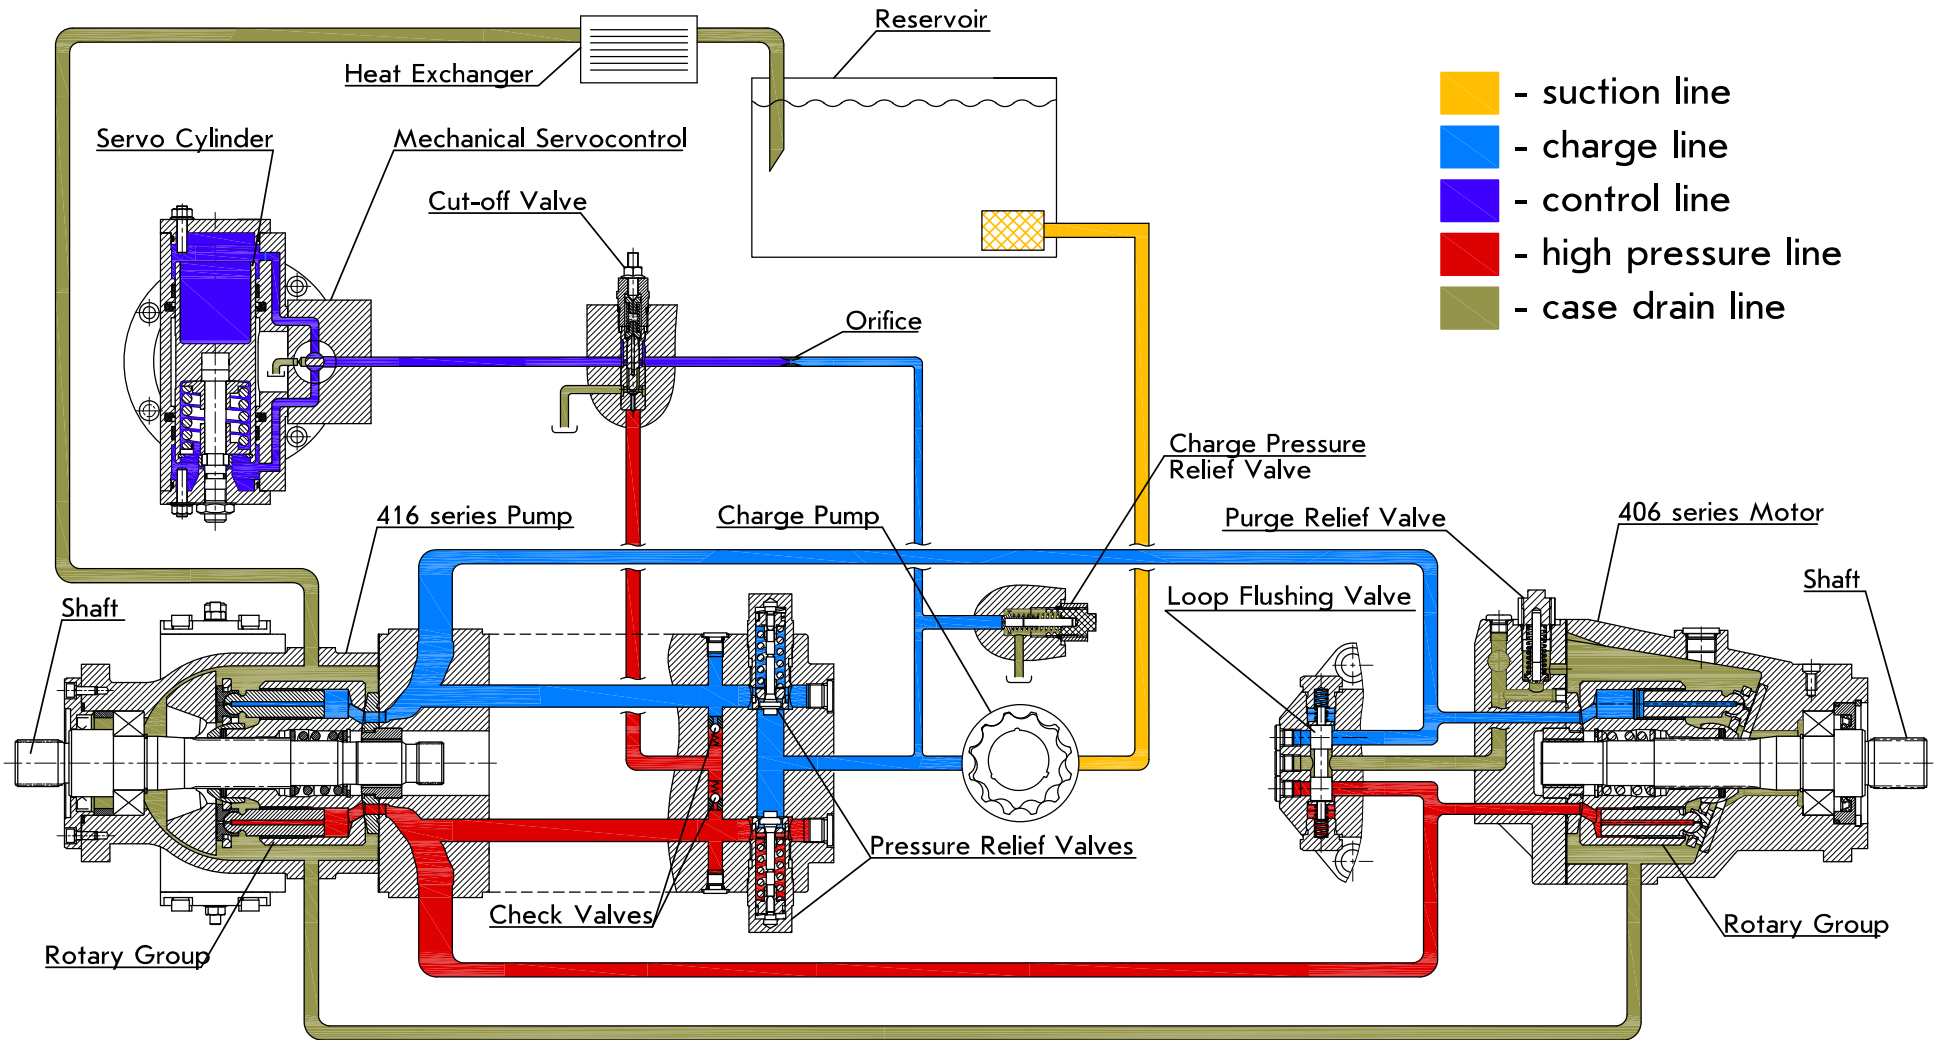 Reservoir
Heat Exchanger
Servo Cylinder
Mechanical Servocontrol
Cut-off Valve
- suction line
- charge line
- control line
- high pressure line
- case drain line
Orifice
Charge Pressure
Relief Valve
416 series Pump
Charge Pump
Purge Relief Valve
406 series Motor
Shaft
Loop Flushing Valve
Shaft
Pressure Relief Valves
Check Valves
Rotary Group
Rotary Group